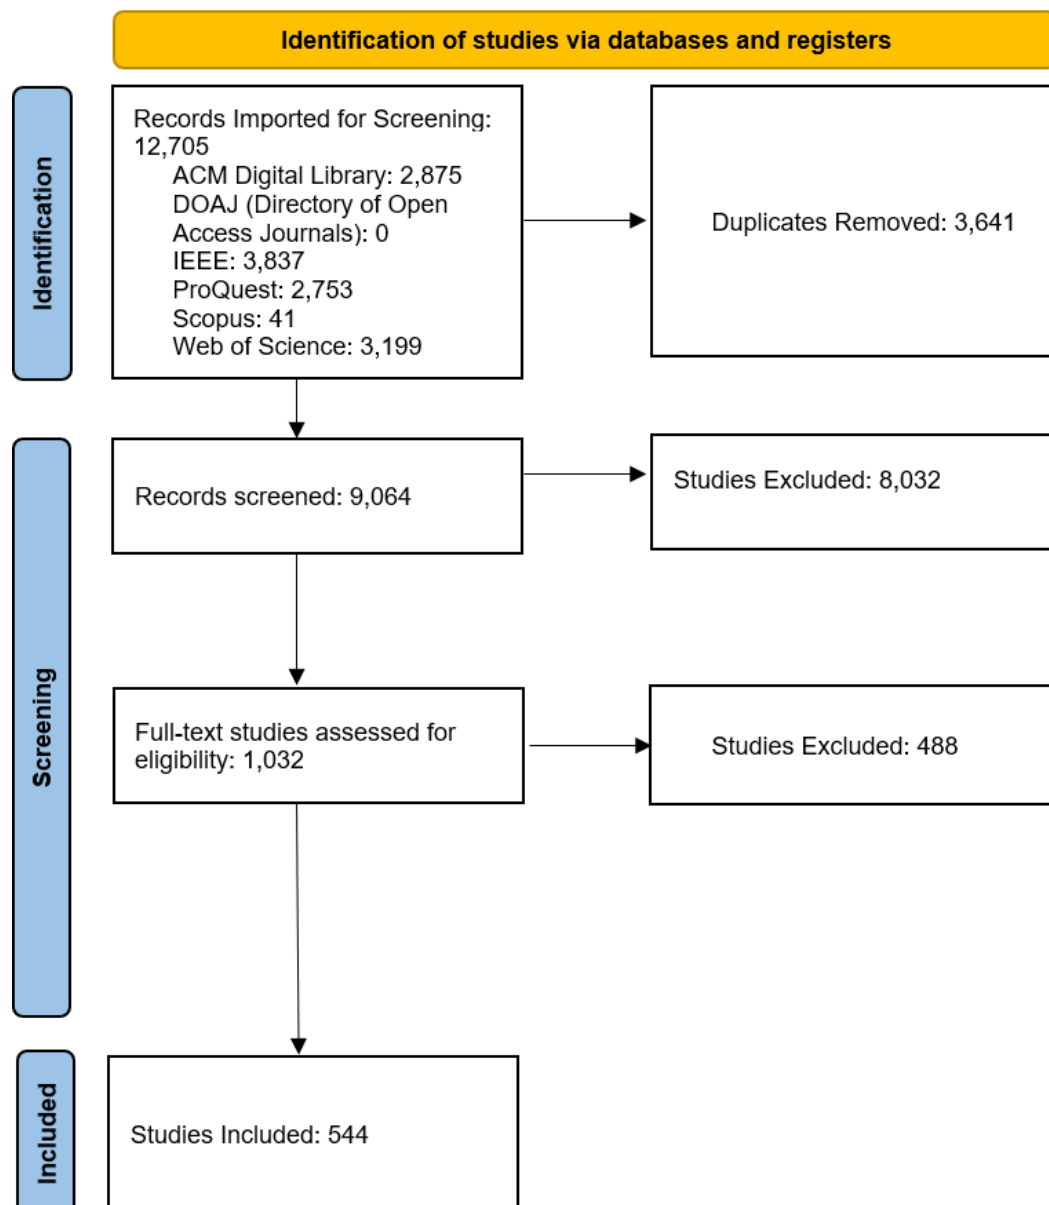 Identification of studies via databases and registers
Identification
Records Imported for Screening:
12,705
ACM Digital Library: 2,875
DOAJ (Directory of Open
Access Journals): 0
IEEE: 3,837
ProQuest: 2,753
Scopus: 41
Web of Science: 3,199
Duplicates Removed: 3,641
Screening
Records screened: 9,064
Studies Excluded: 8,032
Full-text studies assessed for
eligibility: 1,032
Studies Excluded: 488
Included
Studies Included: 544